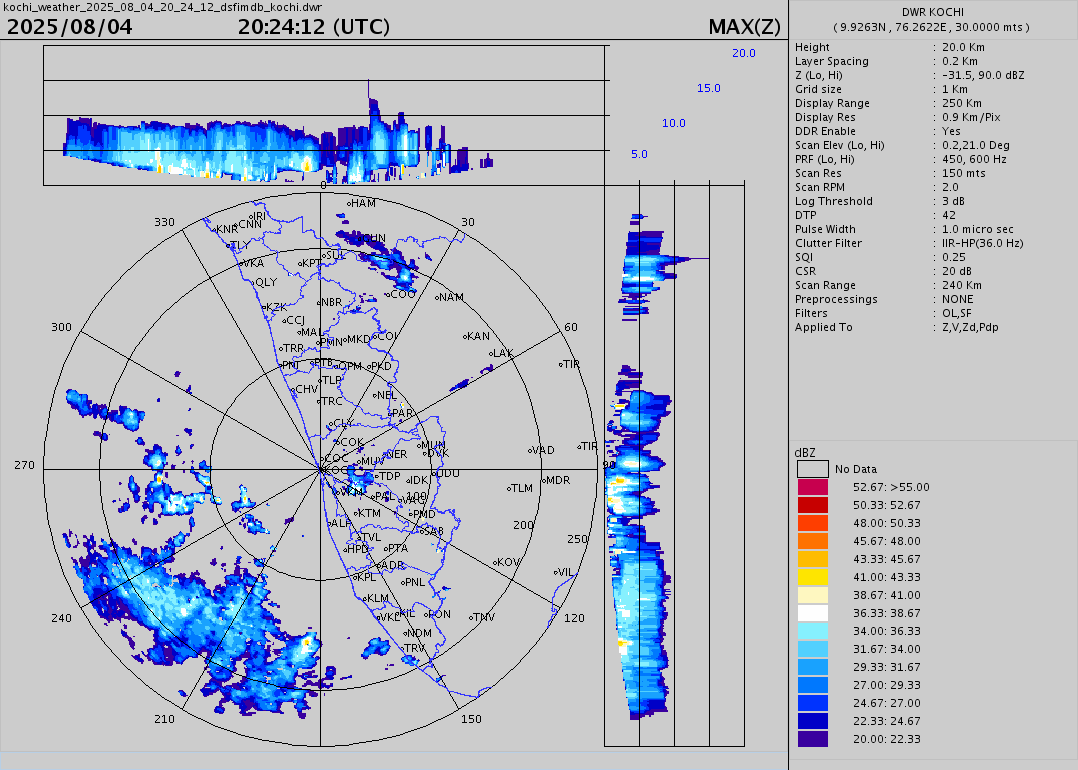 kochi_weather_2025_08_04_20_24_12_dsfimdb_kochi.dwr
2025/08/04 20:24:12 (UTC) MAX(Z)
20.0
15.0
10.0
5.0
DWR KOCHI
( 9.9263N , 76.2622E , 30.0000 mts )
Height : 20.0 Km
Layer Spacing : 0.2 Km
Z (Lo, Hi) : -31.5, 90.0 dBZ
Grid size : 1 Km
Display Range : 250 Km
Display Res : 0.9 Km/Pix
DDR Enable : Yes
Scan Elev (Lo, Hi) : 0.2,21.0 Deg
PRF (Lo, Hi) : 450, 600 Hz
Scan Res : 150 mts
Scan RPM : 2.0
Log Threshold : 3 dB
DTP : 42
Pulse Width : 1.0 micro sec
Clutter Filter : IIR-HP(36.0 Hz)
SQI : 0.25
CSR : 20 dB
Scan Range : 240 Km
Preprocessings : NONE
Filters : OL,SF
Applied To : Z,V,Zd,Pdp
0
HAM
IRI
330 CNN 30
KNR
TLY
SUL
VKA KPT
QLY
COO NAM
NBR
KZK
CCJ
300 MAL 60
KAN
MKD COI
PMN
TRR LAK
PTB TIR
PNI OPM PKD
TLP
CHV NEL
TRC
PAR
CLY
COK MUN TIR
VAD
NER DVK
COC MUV
270 KOC 90
TDP UDU
IDK MDR
TLM
VKM PAL 100
VAG
KTM PMD
ALP 200
SAB
TVL 250
HPD PTA
ADR KOV
KPL VIL
PNL
KLM
240 VKL KIL PON TNV 120
NDM
TRV
210 150
dBZ
No Data
52.67: >55.00
50.33: 52.67
48.00: 50.33
45.67: 48.00
43.33: 45.67
41.00: 43.33
38.67: 41.00
36.33: 38.67
34.00: 36.33
31.67: 34.00
29.33: 31.67
27.00: 29.33
24.67: 27.00
22.33: 24.67
20.00: 22.33